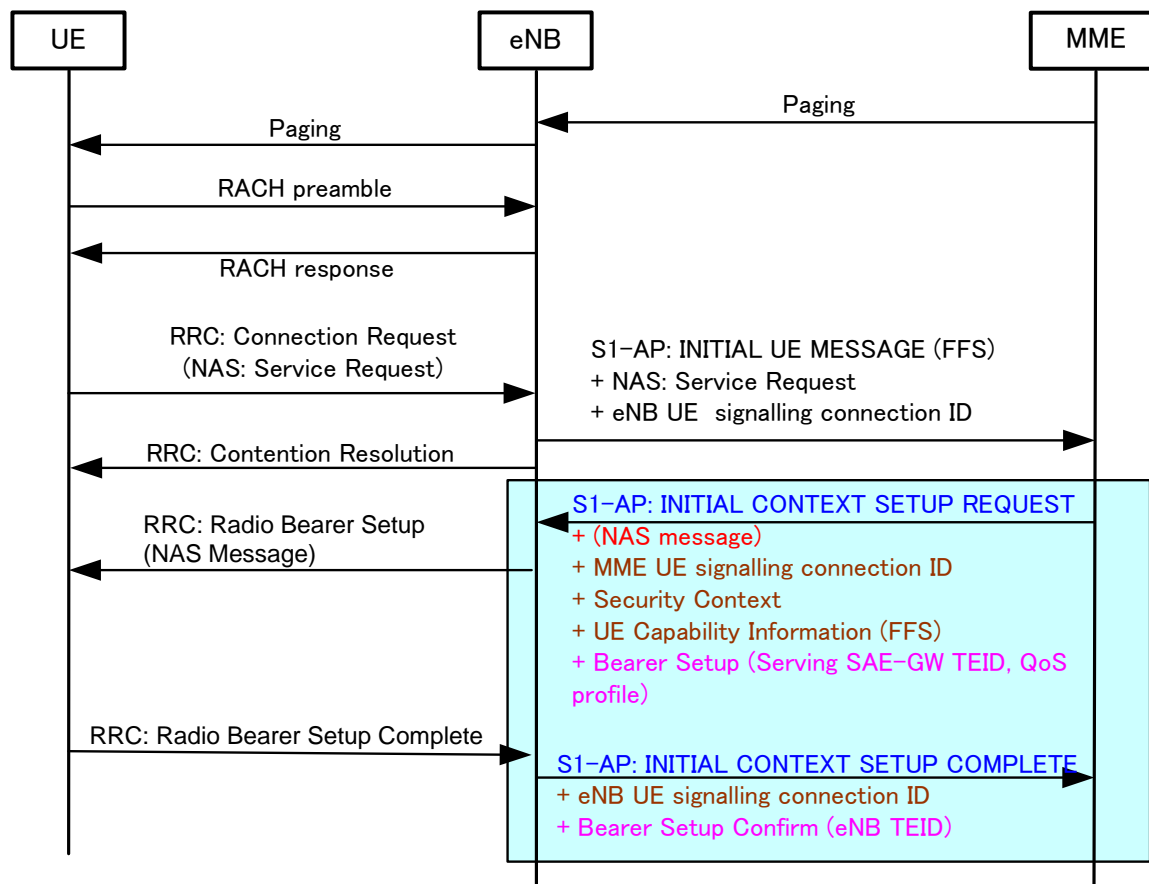 UE
eNB
MME
Paging
Paging
RACH preamble
RACH response
RRC: Connection Request
(NAS: Service Request)
S1-AP: INITIAL UE MESSAGE (FFS)
+ NAS: Service Request
+ eNB UE signalling connection ID
RRC: Contention Resolution
S1-AP: INITIAL CONTEXT SETUP REQUEST
+ (NAS message)
+ MME UE signalling connection ID
+ Security Context
+ UE Capability Information (FFS)
+ Bearer Setup (Serving SAE-GW TEID, QoS
profile)
RRC: Radio Bearer Setup
(NAS Message)
RRC: Radio Bearer Setup Complete
S1-AP: INITIAL CONTEXT SETUP COMPLETE
+ eNB UE signalling connection ID
+ Bearer Setup Confirm (eNB TEID)